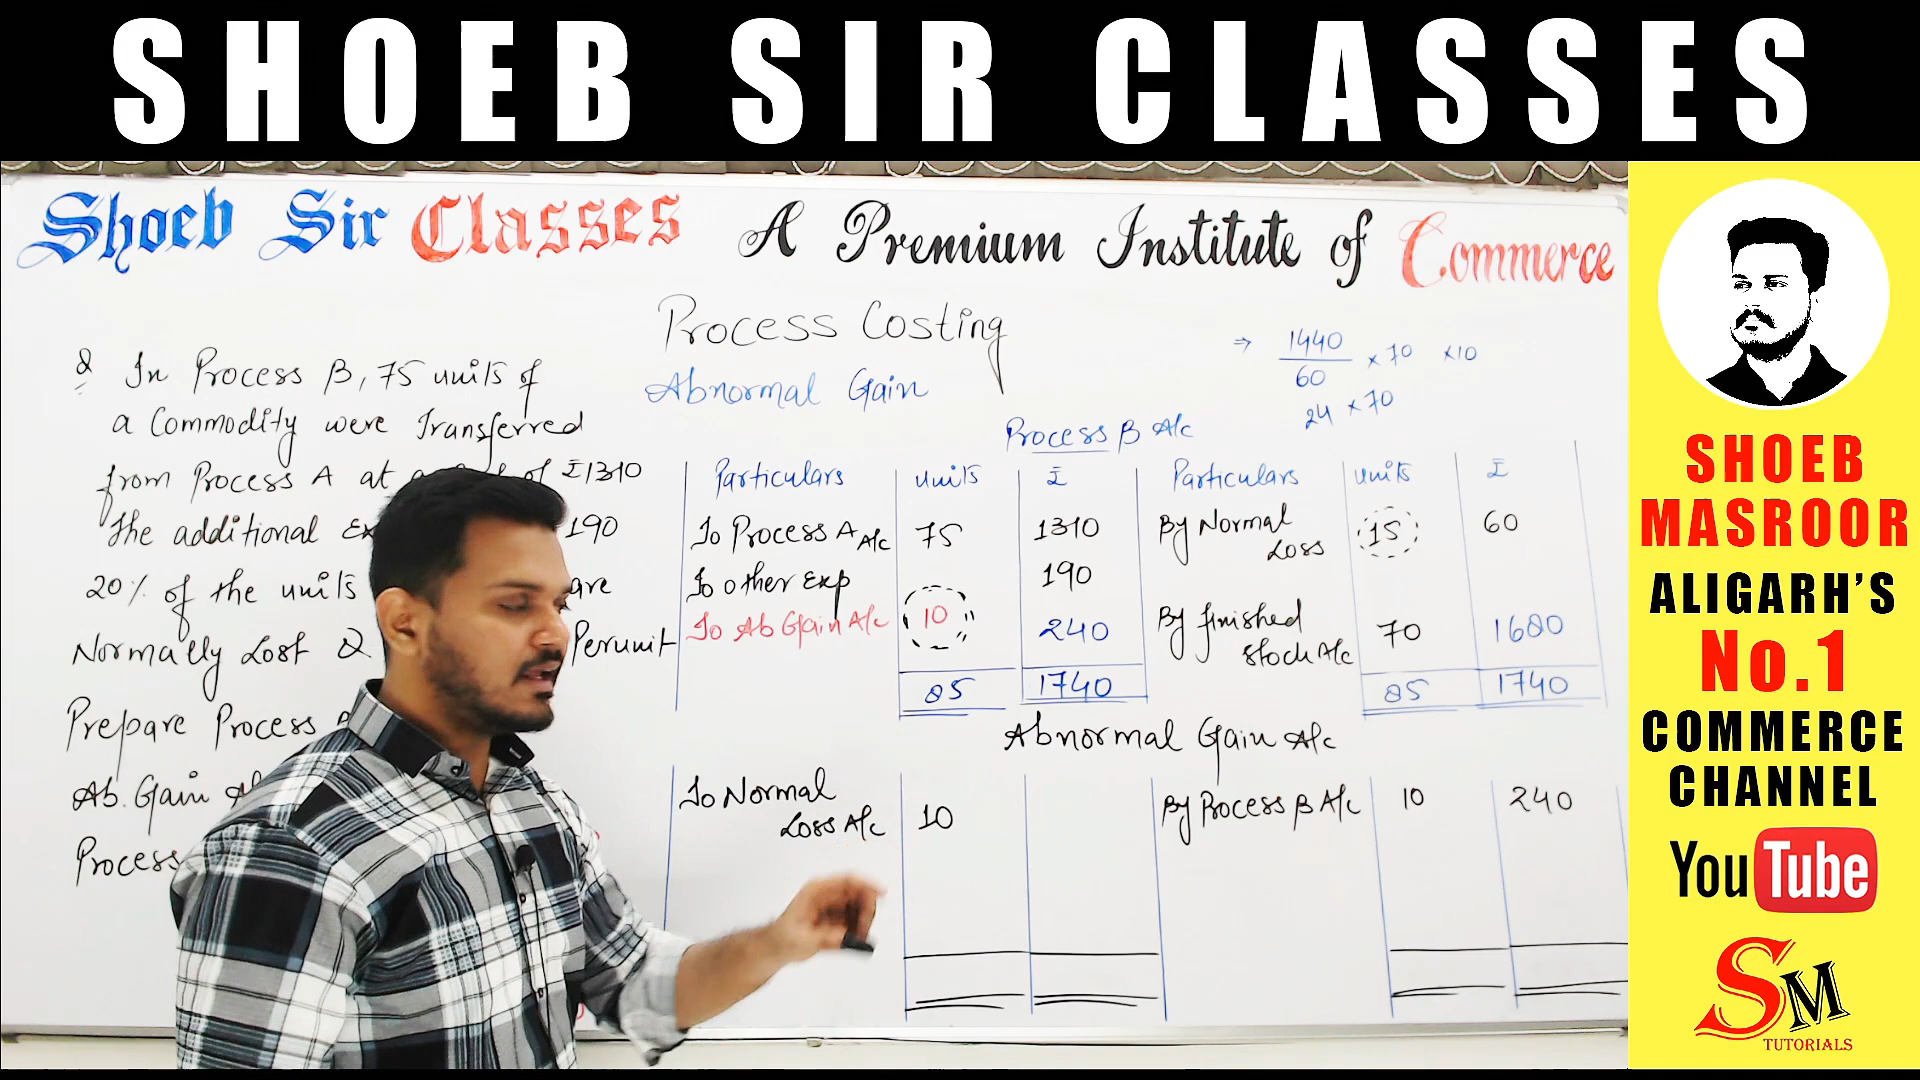 SHOEB SIR CLASSES
Shoeb Sir Classes A Premium Institute of Commerce
Process Costing
Abnormal Gain
⇒ 1440/60 × 70 ×10
24 × 70
Q In Process B, 75 units of
a Commodity were Transferred
from Process A at of ₹1310
The additional 190
20% of the units are
Normally Lost & Per unit
Prepare Process
Ab. Gain
Process
Process B A/c
Particulars units ₹ Particulars units ₹
To Process A A/c 75 1310 By Normal Loss 15 60
To other Exp 190
To Ab Gain A/c 10 240 By finished Stock A/c 70 1680
85 1740 85 1740
Abnormal Gain A/c
To Normal Loss A/c 10 By Process B A/c 10 240
SHOEB
MASROOR
ALIGARH'S
No.1
COMMERCE
CHANNEL
YouTube
SM
TUTORIALS